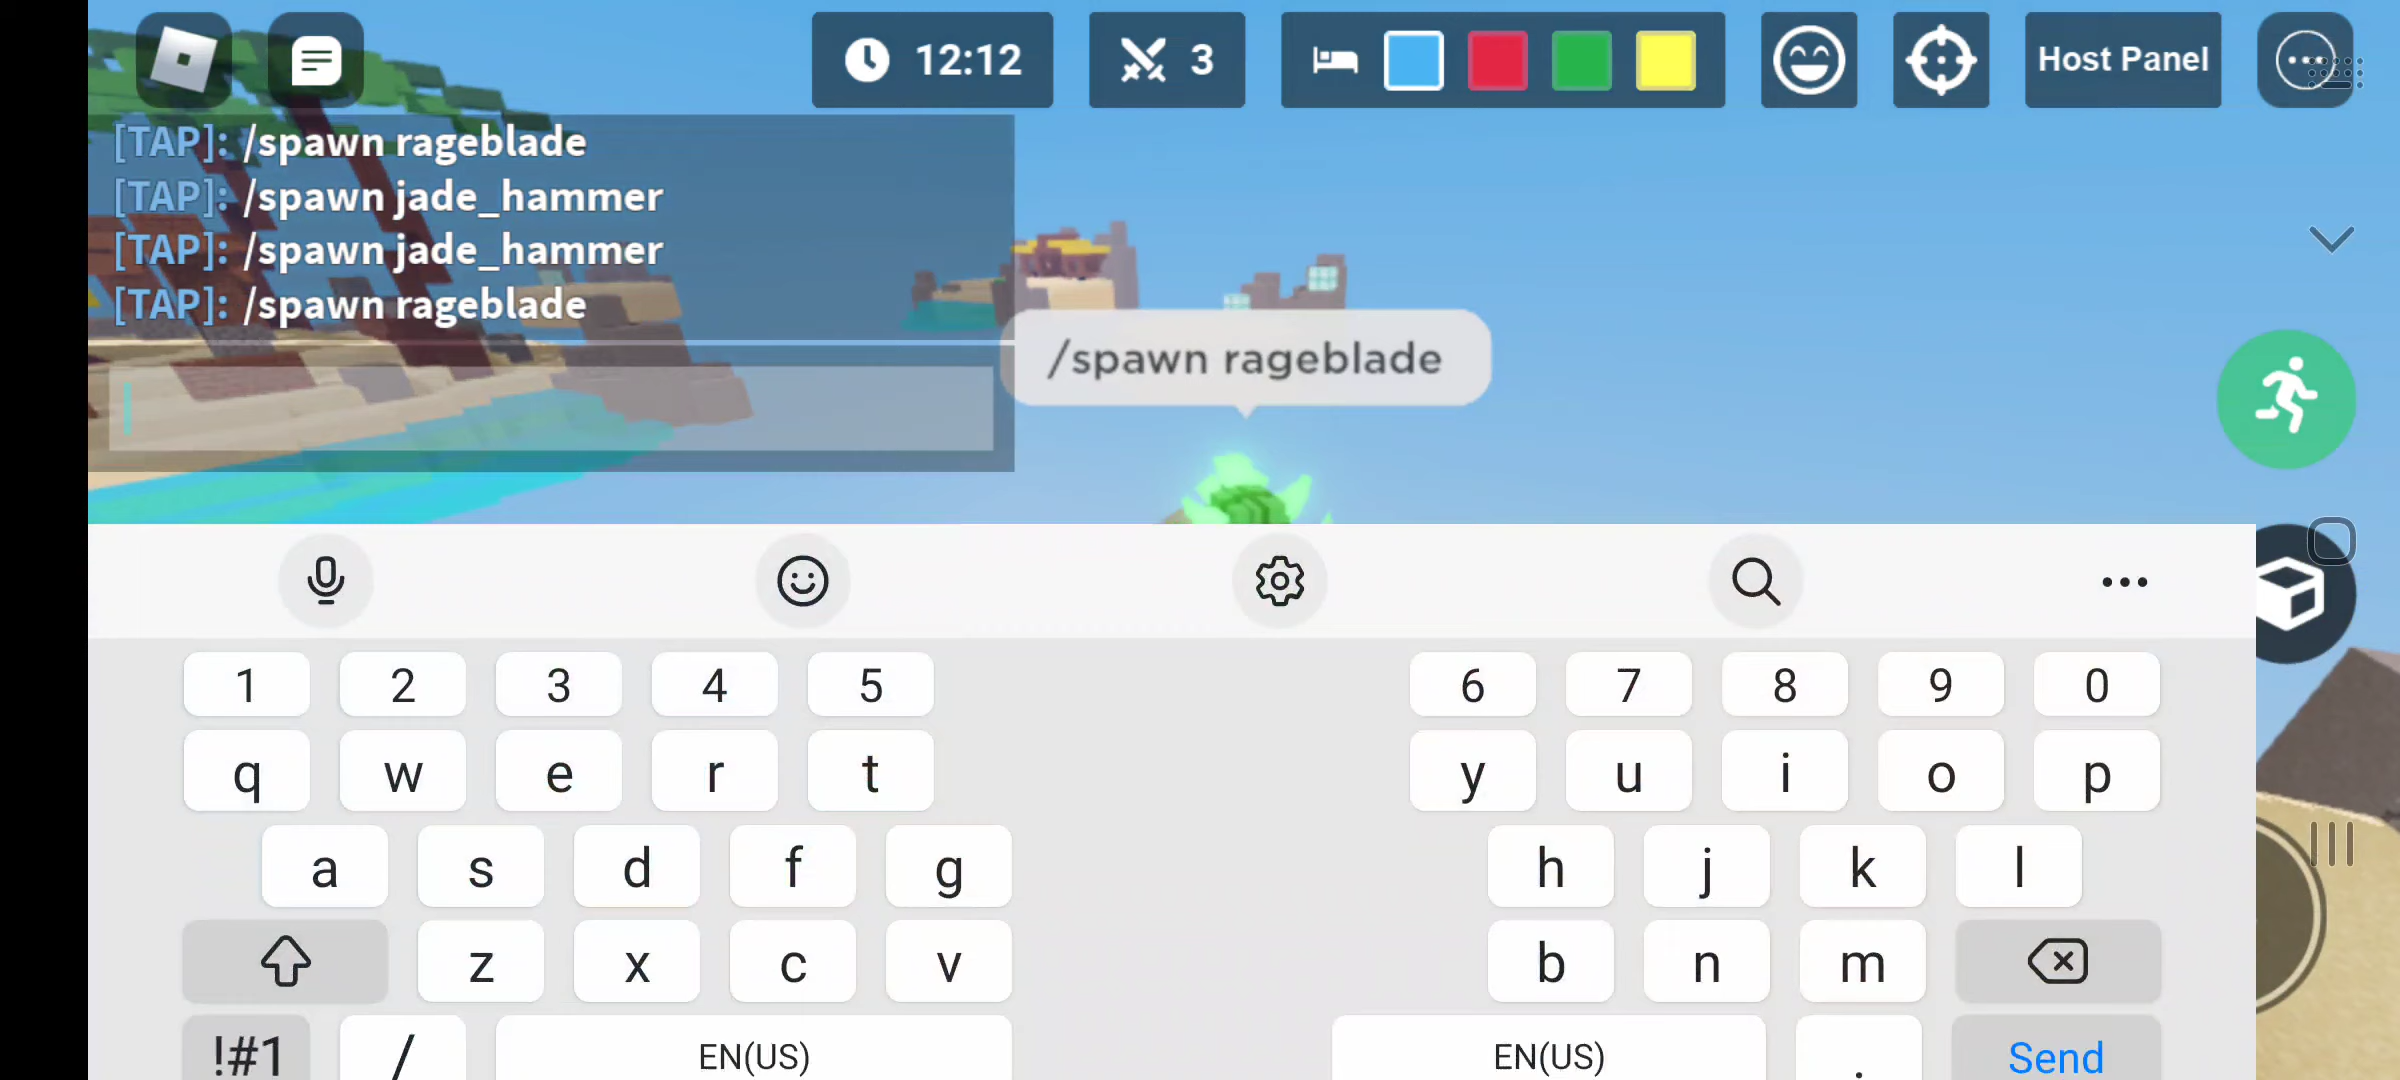 12:12
3
Host Panel
[TAP]: /spawn rageblade
[TAP]: /spawn jade_hammer
[TAP]: /spawn jade_hammer
[TAP]: /spawn rageblade
/spawn rageblade
1 2 3 4 5 6 7 8 9 0
q w e r t y u i o p
a s d f g h j k l
z x c v b n m
!#1 / EN(US) EN(US) . Send